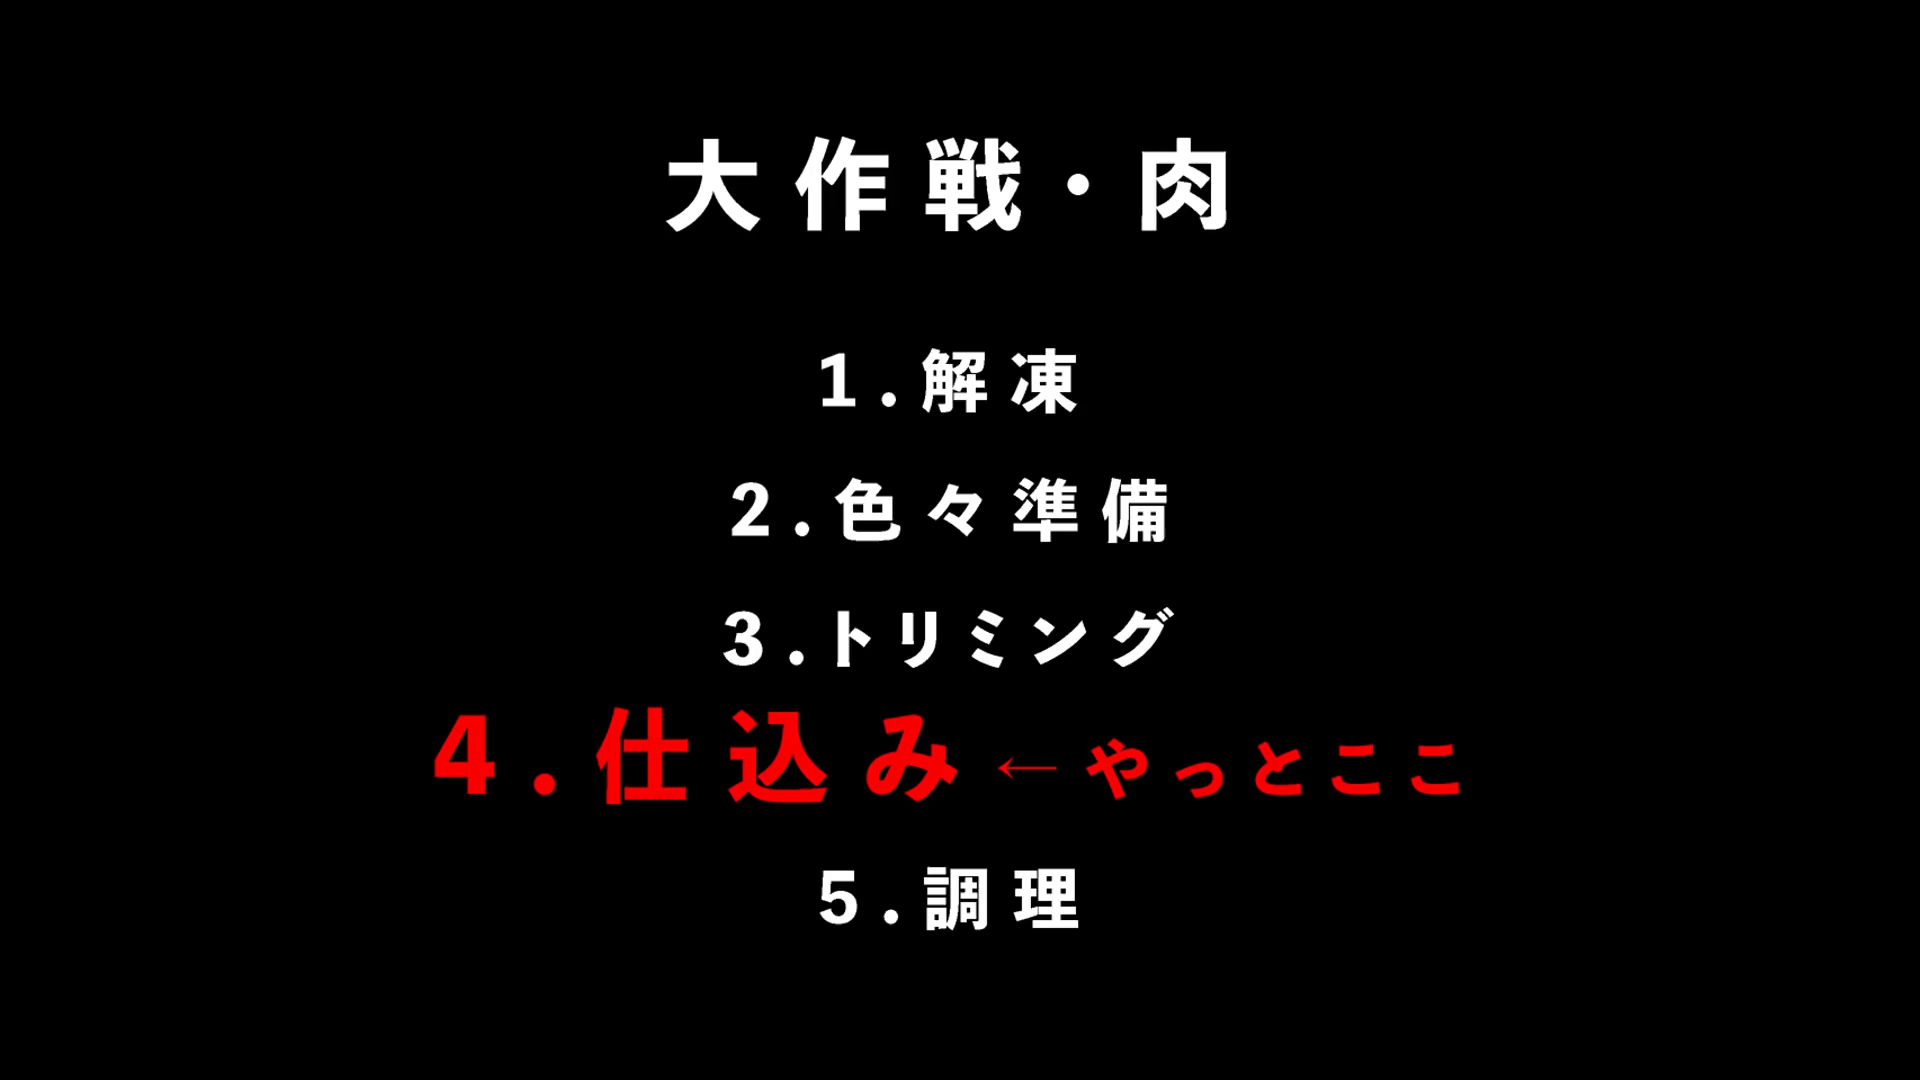 大作戦・肉
1.解凍
2.色々準備
3.トリミング
4.仕込み←やっとここ
5.調理